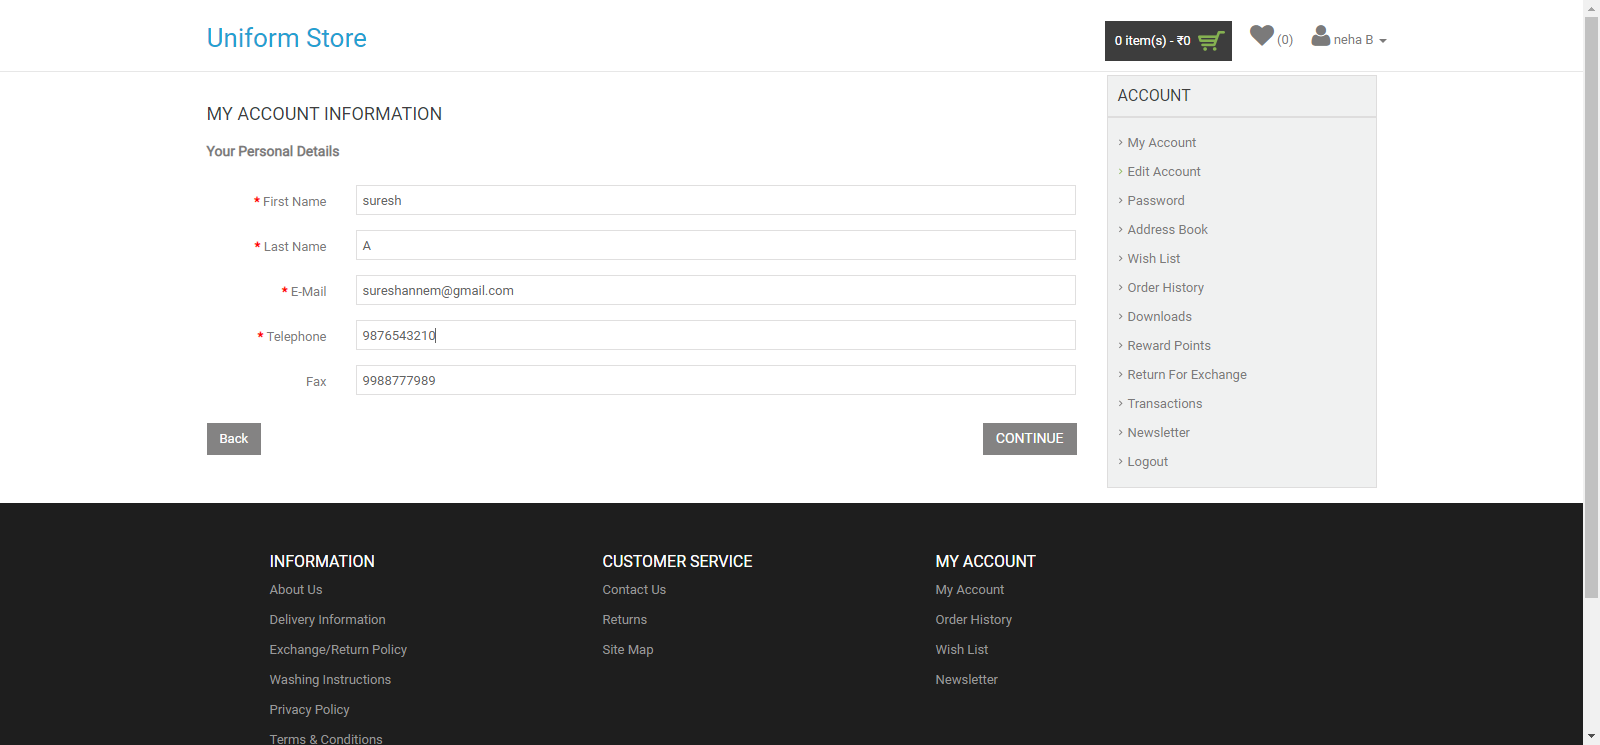 Uniform Store
0 item(s) - ₹0
(0)
neha B
MY ACCOUNT INFORMATION
Your Personal Details
* First Name
suresh
* Last Name
A
* E-Mail
sureshannem@gmail.com
* Telephone
9876543210
Fax
9988777989
Back
CONTINUE
ACCOUNT
› My Account
› Edit Account
› Password
› Address Book
› Wish List
› Order History
› Downloads
› Reward Points
› Return For Exchange
› Transactions
› Newsletter
› Logout
INFORMATION
About Us
Delivery Information
Exchange/Return Policy
Washing Instructions
Privacy Policy
Terms & Conditions
CUSTOMER SERVICE
Contact Us
Returns
Site Map
MY ACCOUNT
My Account
Order History
Wish List
Newsletter